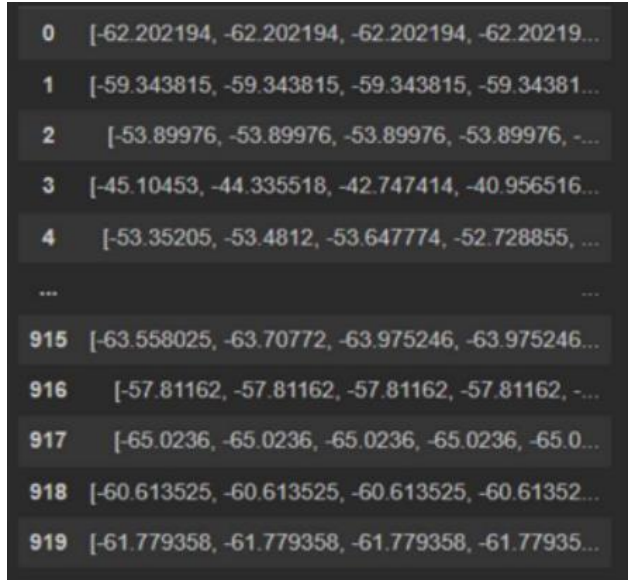 0 [-62.202194, -62.202194, -62.202194, -62.20219...
1 [-59.343815, -59.343815, -59.343815, -59.34381...
2 [-53.89976, -53.89976, -53.89976, -53.89976, -...
3 [-45.10453, -44.335518, -42.747414, -40.956516...
4 [-53.35205, -53.4812, -53.647774, -52.728855, ...
... ...
915 [-63.558025, -63.70772, -63.975246, -63.975246...
916 [-57.81162, -57.81162, -57.81162, -57.81162, -...
917 [-65.0236, -65.0236, -65.0236, -65.0236, -65.0...
918 [-60.613525, -60.613525, -60.613525, -60.61352...
919 [-61.779358, -61.779358, -61.779358, -61.77935...